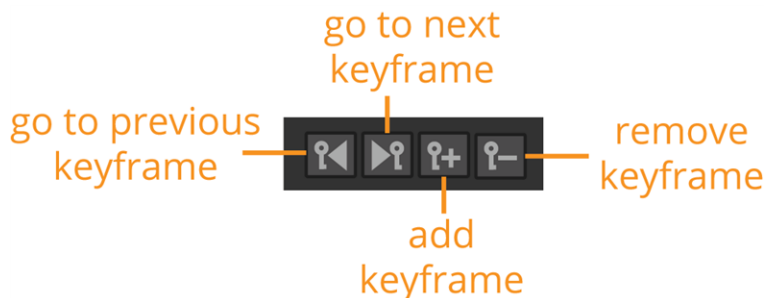 go to next
keyframe
go to previous
keyframe
remove
keyframe
add
keyframe